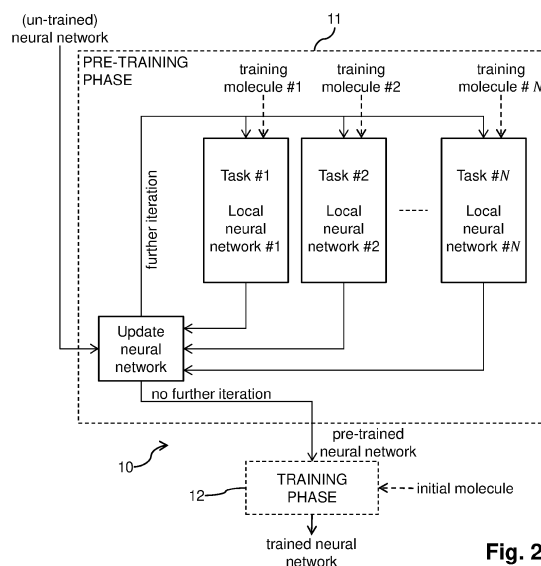 (un-trained)
neural network
11
PRE-TRAINING
PHASE
training
molecule #1
training
molecule #2
training
molecule # N
further iteration
Task #1
Local
neural
network #1
Task #2
Local
neural
network #2
Task #N
Local
neural
network #N
Update
neural
network
no further iteration
pre-trained
neural network
10
12
TRAINING
PHASE
initial molecule
trained neural
network
Fig. 2